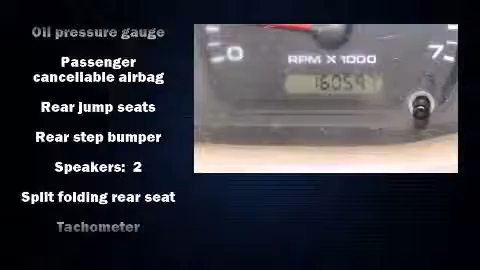 Oil pressure gauge
Passenger
cancellable airbag
Rear jump seats
Rear step bumper
Speakers: 2
Split folding rear seat
Tachometer
0
7
RPM X 1000